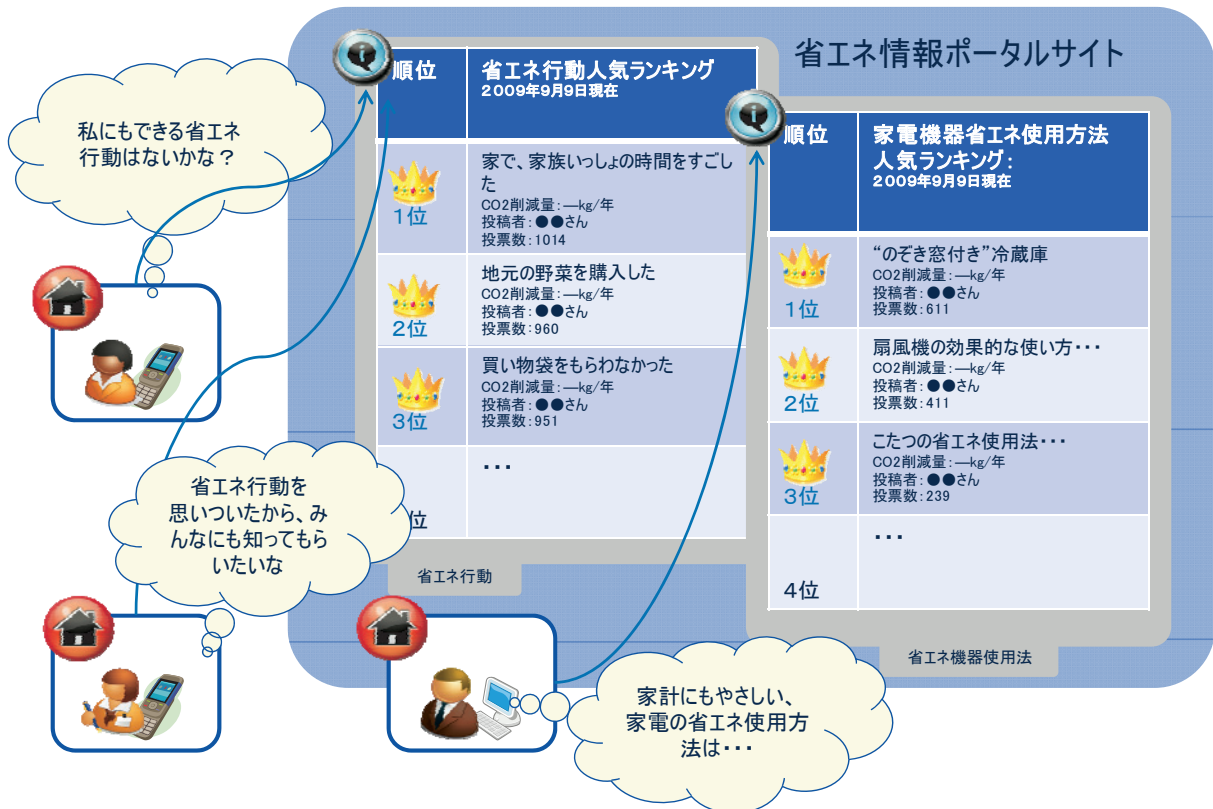 省エネ情報ポータルサイト
私にもできる省エネ
行動はないかな？
順位
省エネ行動人気ランキング
2009年9月9日現在
1位
家で、家族いっしょの時間をすごし
た
CO2削減量：―kg/年
投稿者：●●さん
投票数：1014
2位
地元の野菜を購入した
CO2削減量：―kg/年
投稿者：●●さん
投票数：960
3位
買い物袋をもらわなかった
CO2削減量：―kg/年
投稿者：●●さん
投票数：951
位
・・・
省エネ行動
順位
家電機器省エネ使用方法
人気ランキング：
2009年9月9日現在
1位
“のぞき窓付き”冷蔵庫
CO2削減量：―kg/年
投稿者：●●さん
投票数：611
2位
扇風機の効果的な使い方・・・
CO2削減量：―kg/年
投稿者：●●さん
投票数：411
3位
こたつの省エネ使用法・・・
CO2削減量：―kg/年
投稿者：●●さん
投票数：239
4位
・・・
省エネ機器使用法
省エネ行動を
思いついたから、み
んなにも知ってもら
いたいな
家計にもやさしい、
家電の省エネ使用方
法は・・・